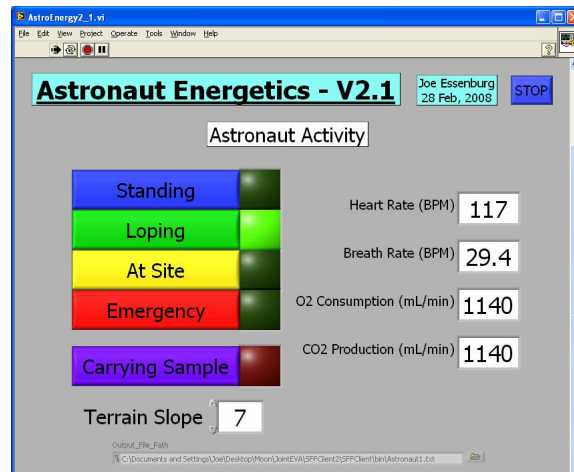 AstroEnergy2_1.vi
File Edit View Project Operate Tools Window Help
Astronaut Energetics - V2.1
Joe Essenburg
28 Feb, 2008
STOP
Astronaut Activity
Standing
Loping
At Site
Emergency
Carrying Sample
Heart Rate (BPM) 117
Breath Rate (BPM) 29.4
O2 Consumption (mL/min) 1140
CO2 Production (mL/min) 1140
Terrain Slope 7
Output_File_Path
C:\Documents and Settings\Joe\Desktop\Moon\JointEVA\SFFClient2\SFFClient\bin\Astronaut1.txt